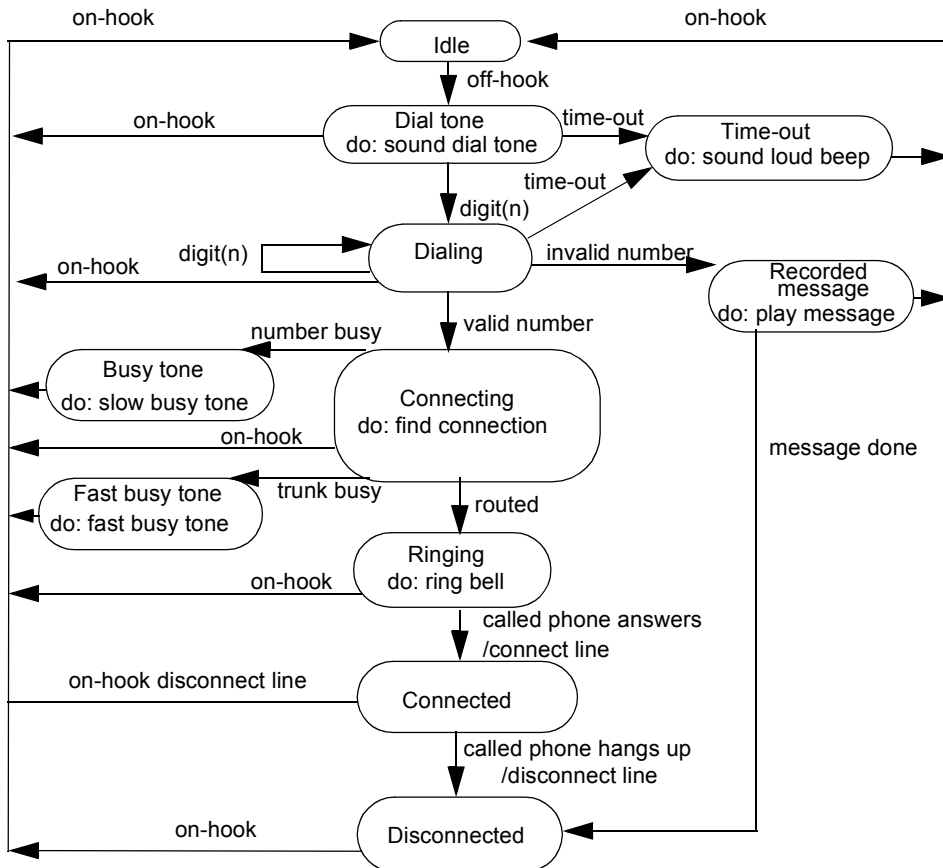 on-hook
on-hook
Idle
off-hook
on-hook
Dial tone
do: sound dial tone
time-out
Time-out
do: sound loud beep
time-out
digit(n)
digit(n)
Dialing
invalid number
on-hook
Recorded
message
do: play message
valid number
number busy
Busy tone
do: slow busy tone
Connecting
do: find connection
on-hook
message done
trunk busy
Fast busy tone
do: fast busy tone
routed
Ringing
do: ring bell
on-hook
called phone answers
/connect line
on-hook disconnect line
Connected
called phone hangs up
/disconnect line
on-hook
Disconnected